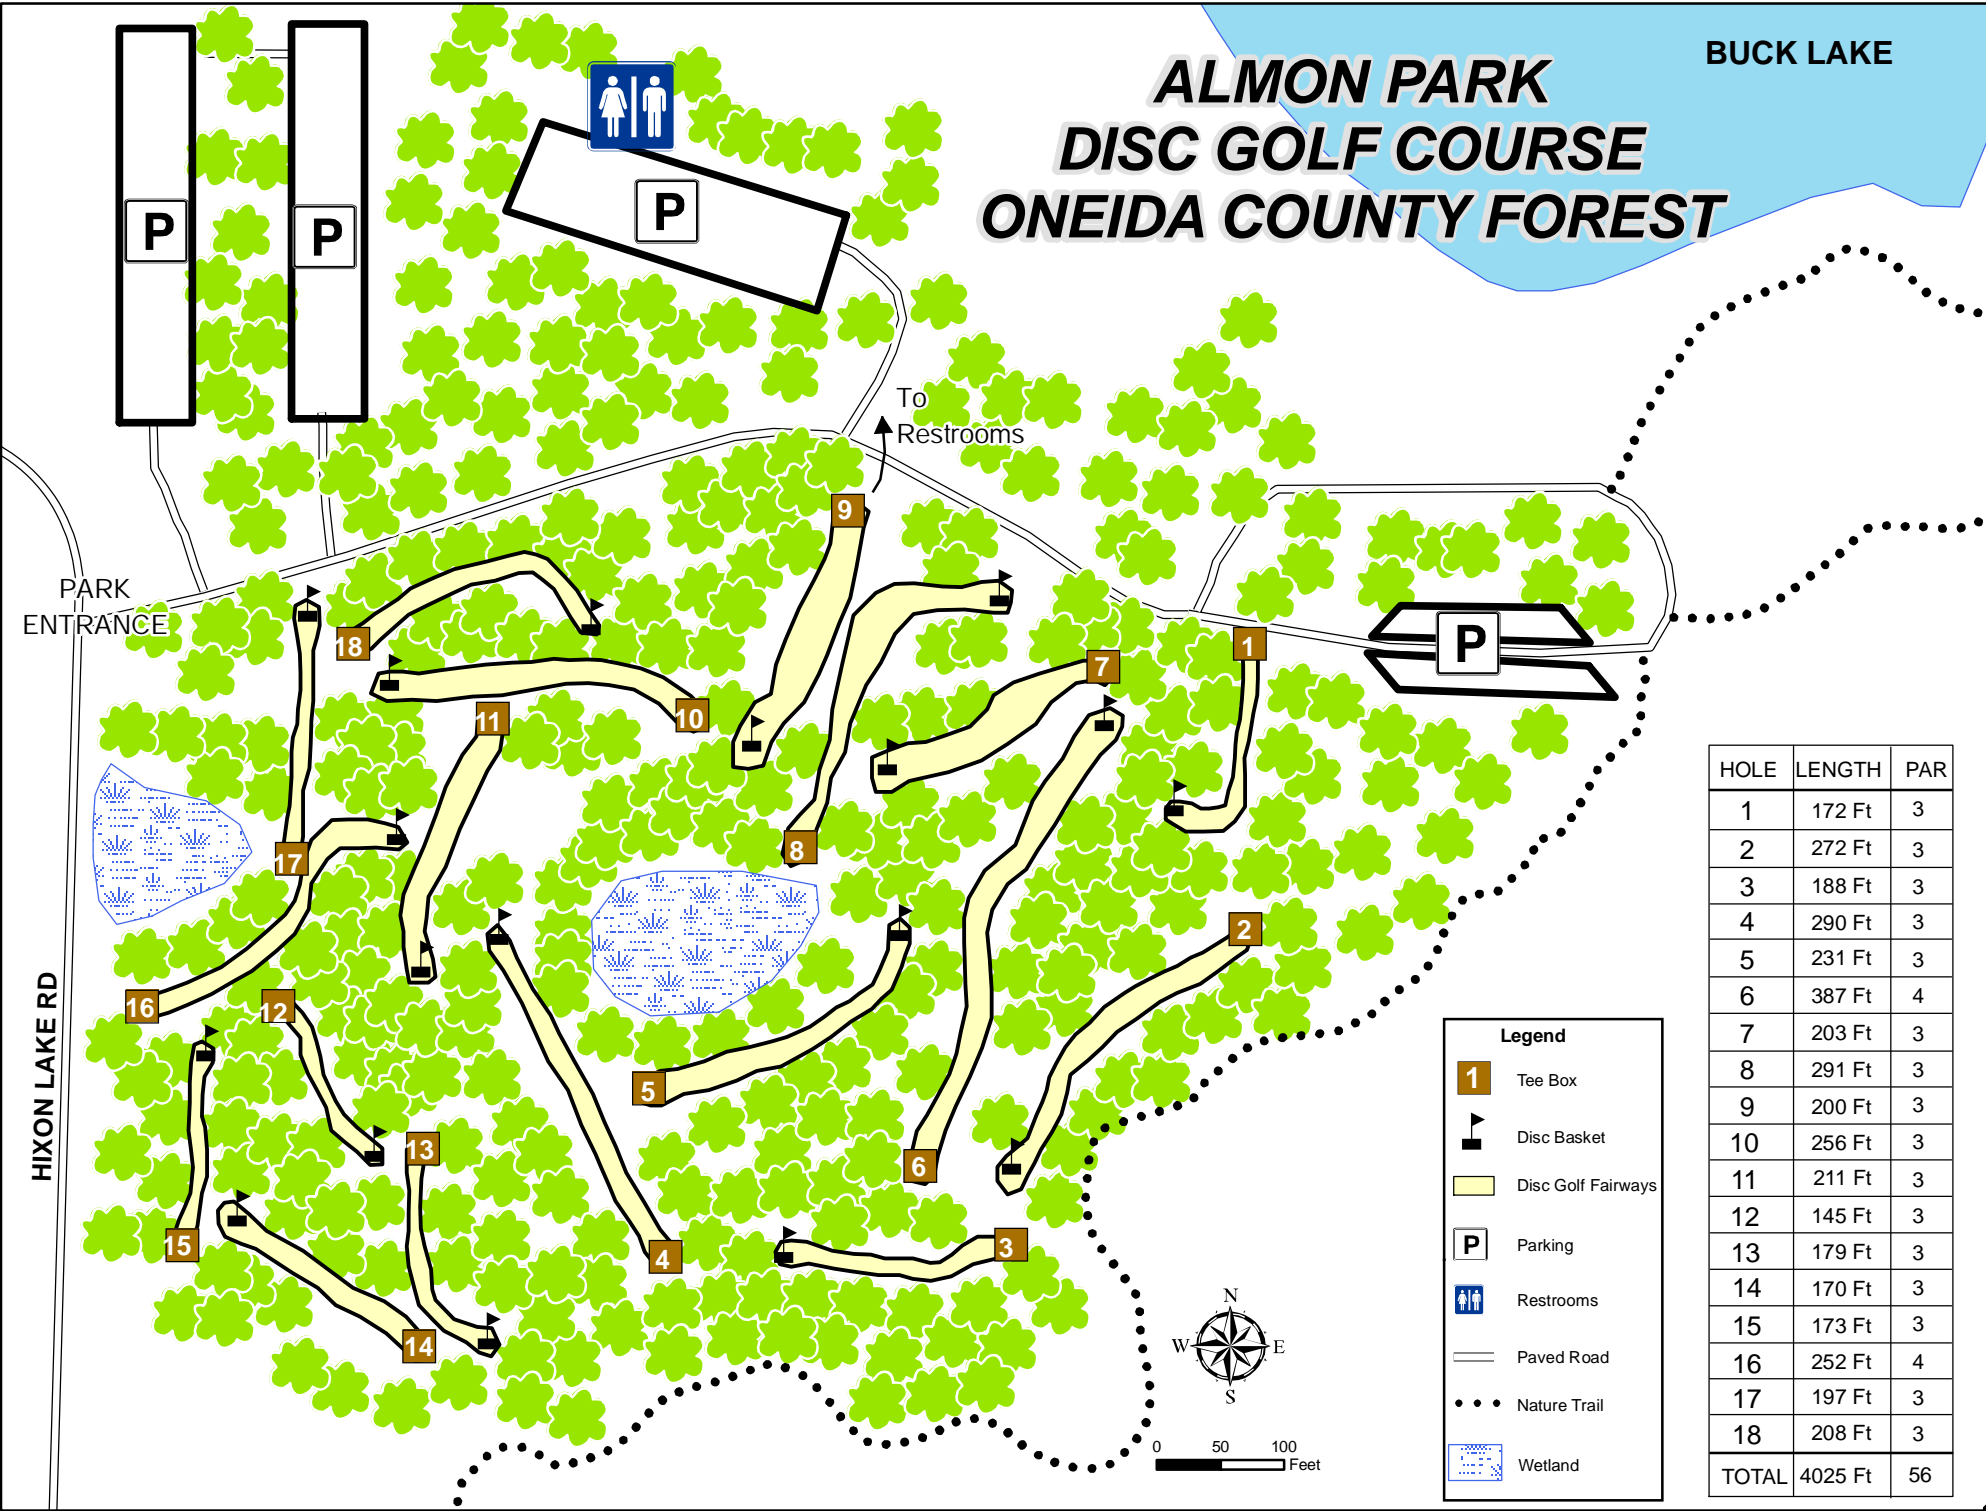 BUCK LAKE
ALMON PARK
DISC GOLF COURSE
ONEIDA COUNTY FOREST
P
P
P
To
Restrooms
PARK
ENTRANCE
HIXON LAKE RD
P
9
18
7
1
10
11
8
17
2
16
12
5
13
6
15
4
3
14
HOLE LENGTH PAR
1 172 Ft 3
2 272 Ft 3
3 188 Ft 3
4 290 Ft 3
5 231 Ft 3
6 387 Ft 4
7 203 Ft 3
8 291 Ft 3
9 200 Ft 3
10 256 Ft 3
11 211 Ft 3
12 145 Ft 3
13 179 Ft 3
14 170 Ft 3
15 173 Ft 3
16 252 Ft 4
17 197 Ft 3
18 208 Ft 3
TOTAL 4025 Ft 56
Legend
1 Tee Box
Disc Basket
Disc Golf Fairways
P Parking
Restrooms
Paved Road
Nature Trail
Wetland
N
W E
S
0 50 100
Feet